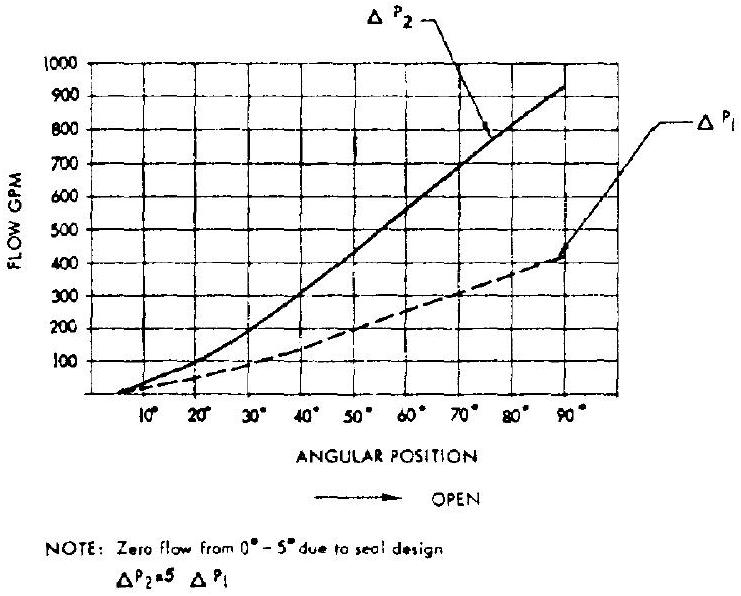 Δ P2
1000
900
800
700
600
500
400
300
200
100
FLOW GPM
Δ P1
10° 20° 30° 40° 50° 60° 70° 80° 90°
ANGULAR POSITION
OPEN
NOTE: Zero flow from 0° - 5° due to seal design
ΔP2=5 ΔP1